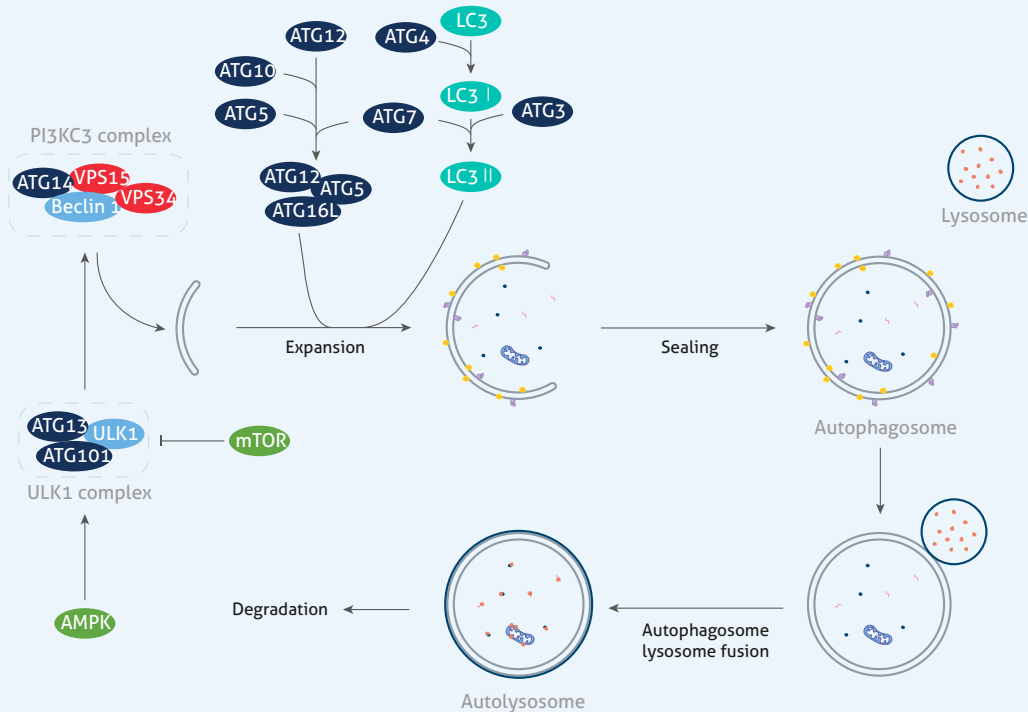 LC3
ATG12
ATG4
ATG10
LC3 I
ATG5
ATG7
ATG3
PI3KC3 complex
ATG14
VPS15
VPS34
Beclin 1
ATG12
ATG5
ATG16L
LC3 II
Lysosome
Expansion
Sealing
Autophagosome
ATG13
ULK1
ATG101
mTOR
ULK1 complex
AMPK
Degradation
Autophagosome
lysosome fusion
Autolysosome